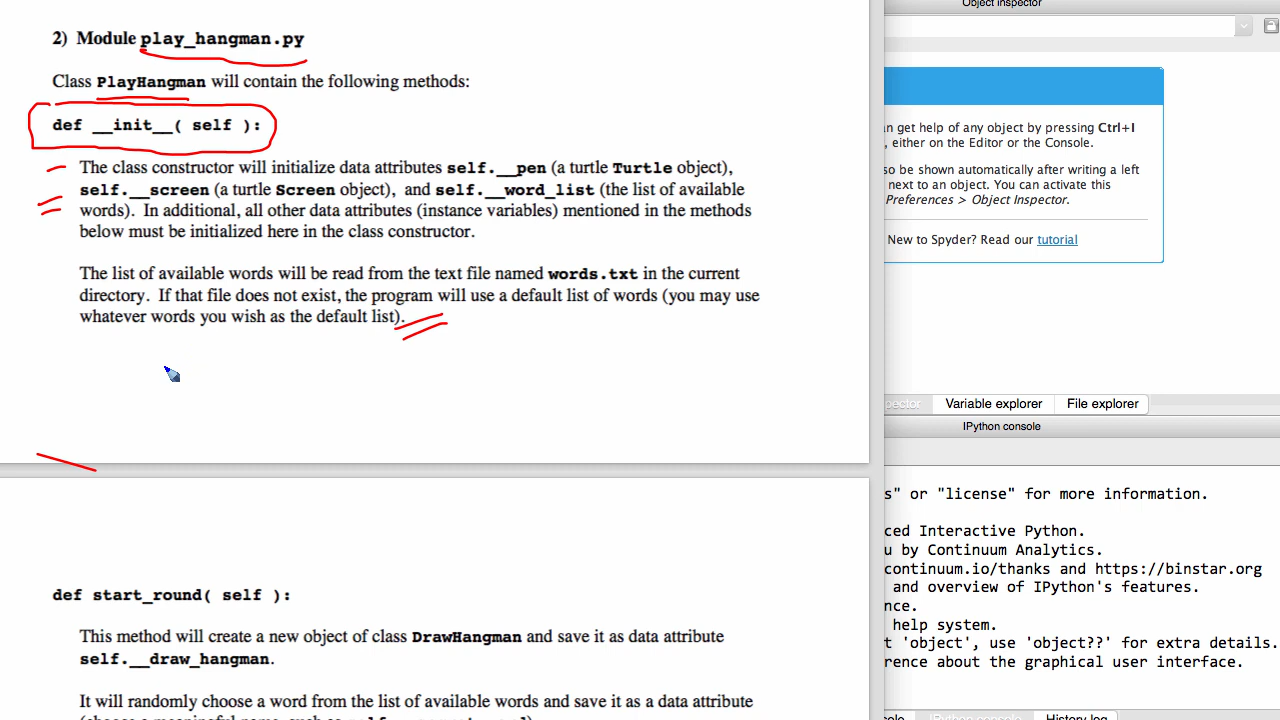 Object inspector
2) Module play_hangman.py
Class PlayHangman will contain the following methods:
def __init__( self ):
The class constructor will initialize data attributes self.__pen (a turtle Turtle object),
self.__screen (a turtle Screen object), and self.__word_list (the list of available
words). In additional, all other data attributes (instance variables) mentioned in the methods
below must be initialized here in the class constructor.
The list of available words will be read from the text file named words.txt in the current
directory. If that file does not exist, the program will use a default list of words (you may use
whatever words you wish as the default list).
def start_round( self ):
This method will create a new object of class DrawHangman and save it as data attribute
self.__draw_hangman.
It will randomly choose a word from the list of available words and save it as a data attribute
get help of any object by pressing Ctrl+I
, either on the Editor or the Console.
so be shown automatically after writing a left
next to an object. You can activate this
Preferences > Object Inspector.
New to Spyder? Read our tutorial
Variable explorer File explorer
IPython console
s" or "license" for more information.
ced Interactive Python.
u by Continuum Analytics.
continuum.io/thanks and https://binstar.org
and overview of IPython's features.
nce.
help system.
t 'object', use 'object??' for extra details.
rence about the graphical user interface.
IPython console History log